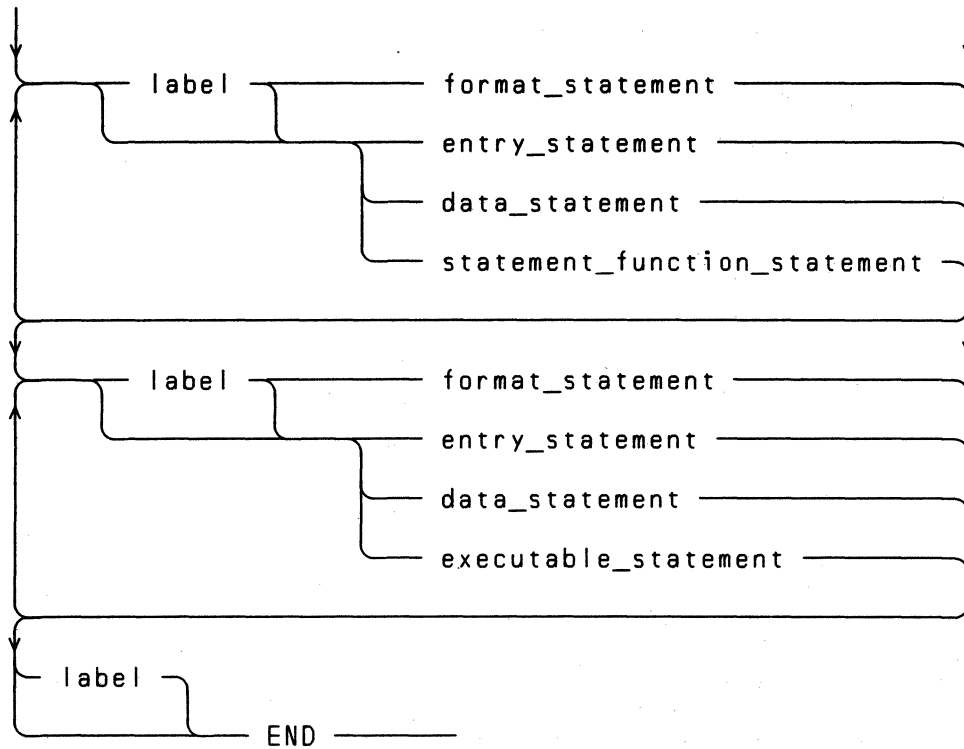 label format_statement
entry_statement
data_statement
statement_function_statement
label format_statement
entry_statement
data_statement
executable_statement
label
END